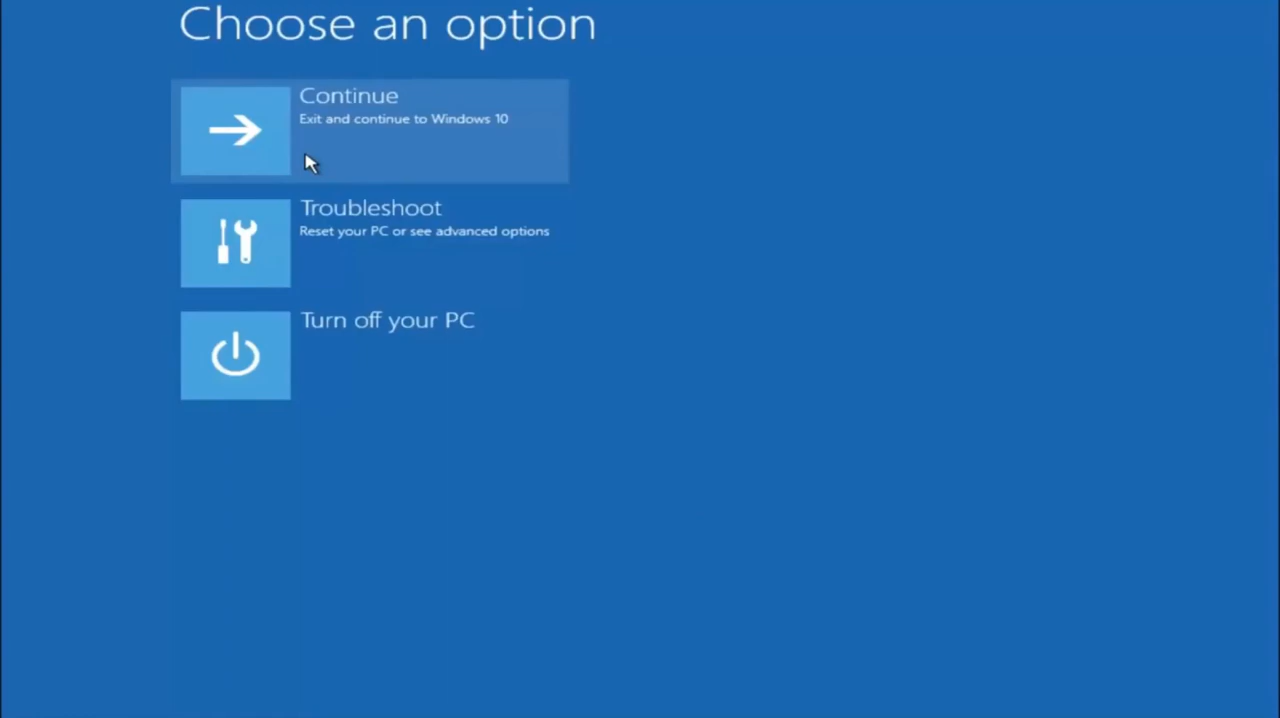 Choose an option
Continue
Exit and continue to Windows 10
Troubleshoot
Reset your PC or see advanced options
Turn off your PC